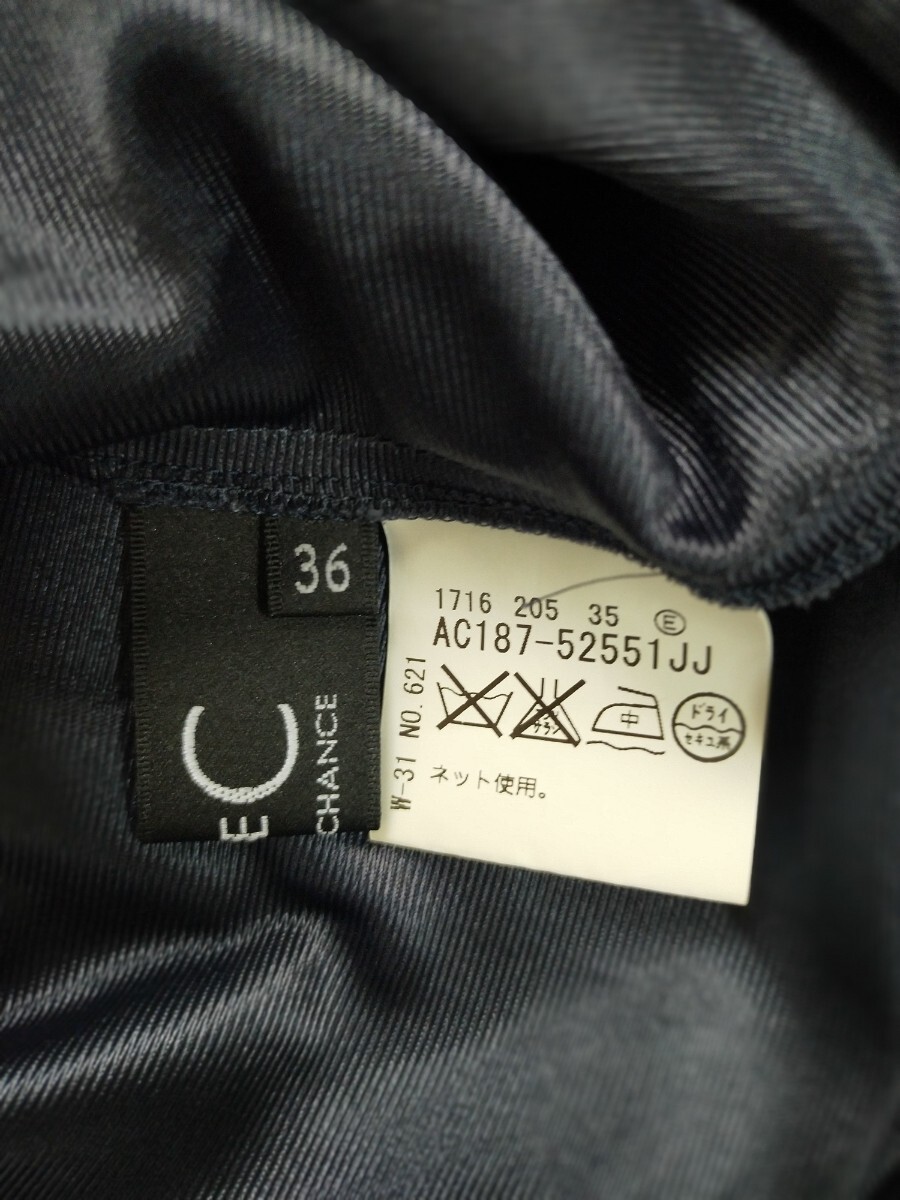 36
C
E
CHANCE
1716 205 35 Ⓔ
AC187-52551JJ
中
ドライ
セキユ系
ネット使用。
W-31 NO.621